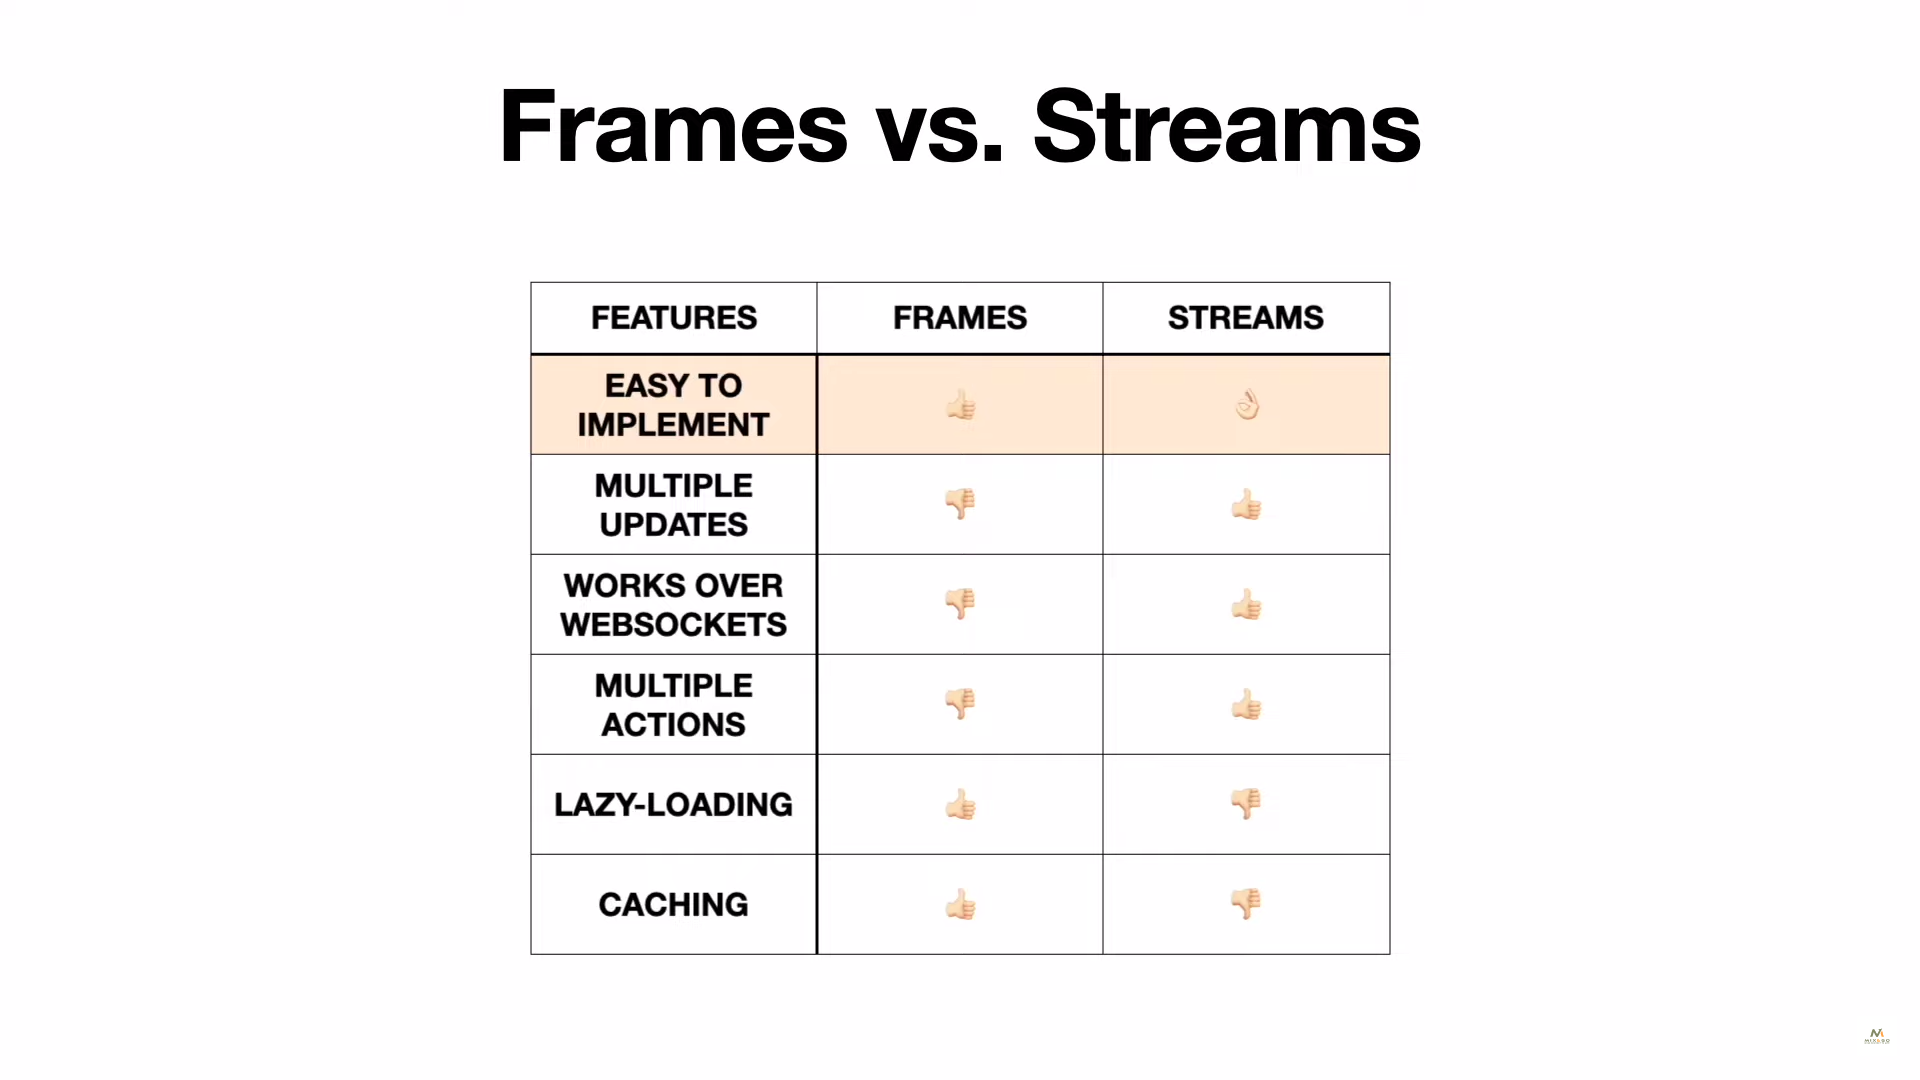 Frames vs. Streams
FEATURES
FRAMES
STREAMS
EASY TO
IMPLEMENT
MULTIPLE
UPDATES
WORKS OVER
WEBSOCKETS
MULTIPLE
ACTIONS
LAZY-LOADING
CACHING